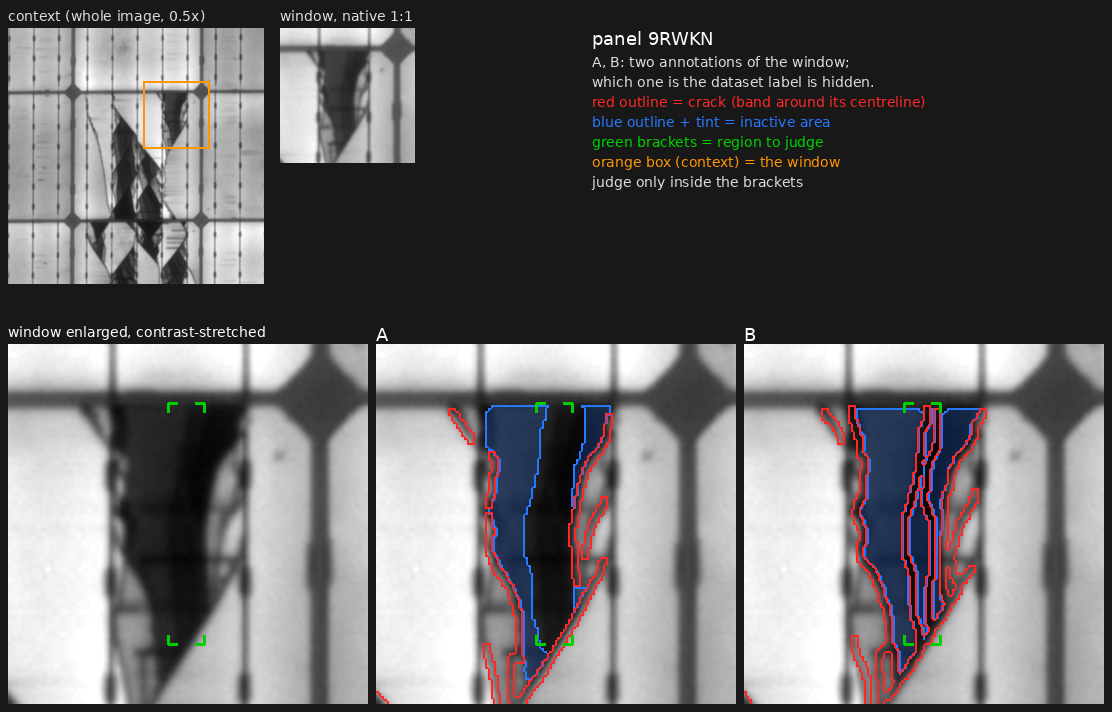 context (whole image, 0.5x)
window, native 1:1
panel 9RWKN
A, B: two annotations of the window;
which one is the dataset label is hidden.
red outline = crack (band around its centreline)
blue outline + tint = inactive area
green brackets = region to judge
orange box (context) = the window
judge only inside the brackets
window enlarged, contrast-stretched
A
B